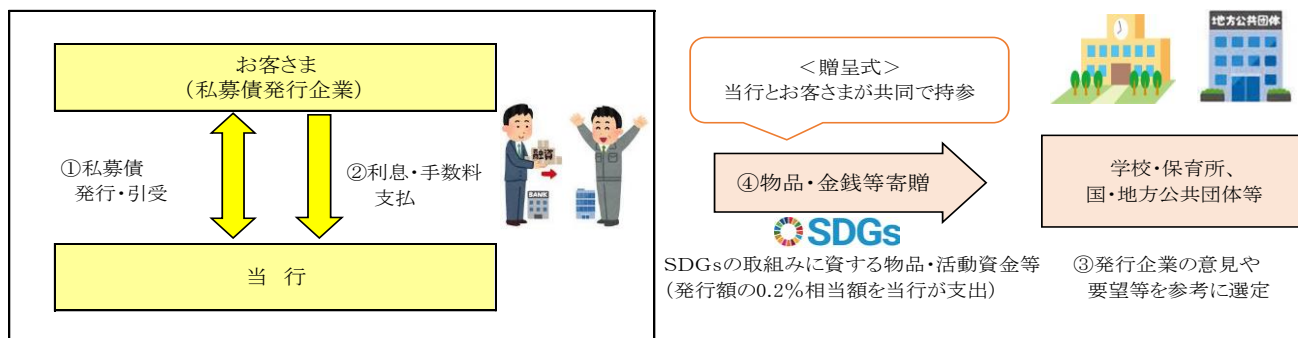 お客さま
（私募債発行企業）
①私募債
発行・引受
②利息・手数料
支払
融資
BANK
当 行
＜贈呈式＞
当行とお客さまが共同で持参
④物品・金銭等寄贈
SDGs
SDGsの取組みに資する物品・活動資金等
（発行額の0.2％相当額を当行が支出）
地方公共団体
学校・保育所、
国・地方公共団体等
③発行企業の意見や
要望等を参考に選定